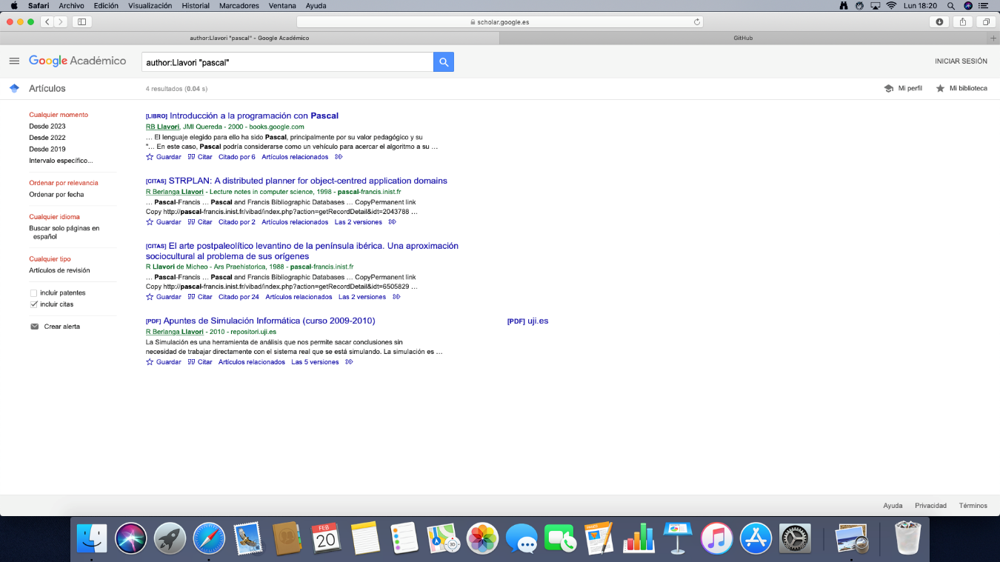 Safari Archivo Edición Visualización Historial Marcadores Ventana Ayuda Lun 18:20
scholar.google.es
author:Llavori "pascal" - Google Académico GitHub
Google Académico author:Llavori "pascal" INICIAR SESIÓN
Artículos 4 resultados (0.04 s) Mi perfil Mi biblioteca
Cualquier momento
Desde 2023
Desde 2022
Desde 2019
Intervalo específico...
Ordenar por relevancia
Ordenar por fecha
Cualquier idioma
Buscar solo páginas en
español
Cualquier tipo
Artículos de revisión
incluir patentes
incluir citas
Crear alerta
[LIBRO] Introducción a la programación con Pascal
RB Llavori, JMI Quereda - 2000 - books.google.com
… El lenguaje elegido para ello ha sido Pascal, principalmente por su valor pedagógico y su
"… En este caso, Pascal podría considerarse como un vehículo para acercar el algoritmo a su …
Guardar Citar Citado por 6 Artículos relacionados
[CITAS] STRPLAN: A distributed planner for object-centred application domains
R Berlanga Llavori - Lecture notes in computer science, 1998 - pascal-francis.inist.fr
… Pascal-Francis … Pascal and Francis Bibliographic Databases … CopyPermanent link
Copy http://pascal-francis.inist.fr/vibad/index.php?action=getRecordDetail&idt=2043788 …
Guardar Citar Citado por 2 Artículos relacionados Las 2 versiones
[CITAS] El arte postpaleolítico levantino de la península ibérica. Una aproximación
sociocultural al problema de sus orígenes
R Llavori de Micheo - Ars Praehistorica, 1988 - pascal-francis.inist.fr
… Pascal-Francis … Pascal and Francis Bibliographic Databases … CopyPermanent link
Copy http://pascal-francis.inist.fr/vibad/index.php?action=getRecordDetail&idt=6505829 …
Guardar Citar Citado por 24 Artículos relacionados Las 2 versiones
[PDF] Apuntes de Simulación Informática (curso 2009-2010) [PDF] uji.es
R Berlanga Llavori - 2010 - repositori.uji.es
La Simulación es una herramienta de análisis que nos permite sacar conclusiones sin
necesidad de trabajar directamente con el sistema real que se está simulando. La simulación es …
Guardar Citar Artículos relacionados Las 5 versiones
Ayuda Privacidad Términos
FEB
20
3D